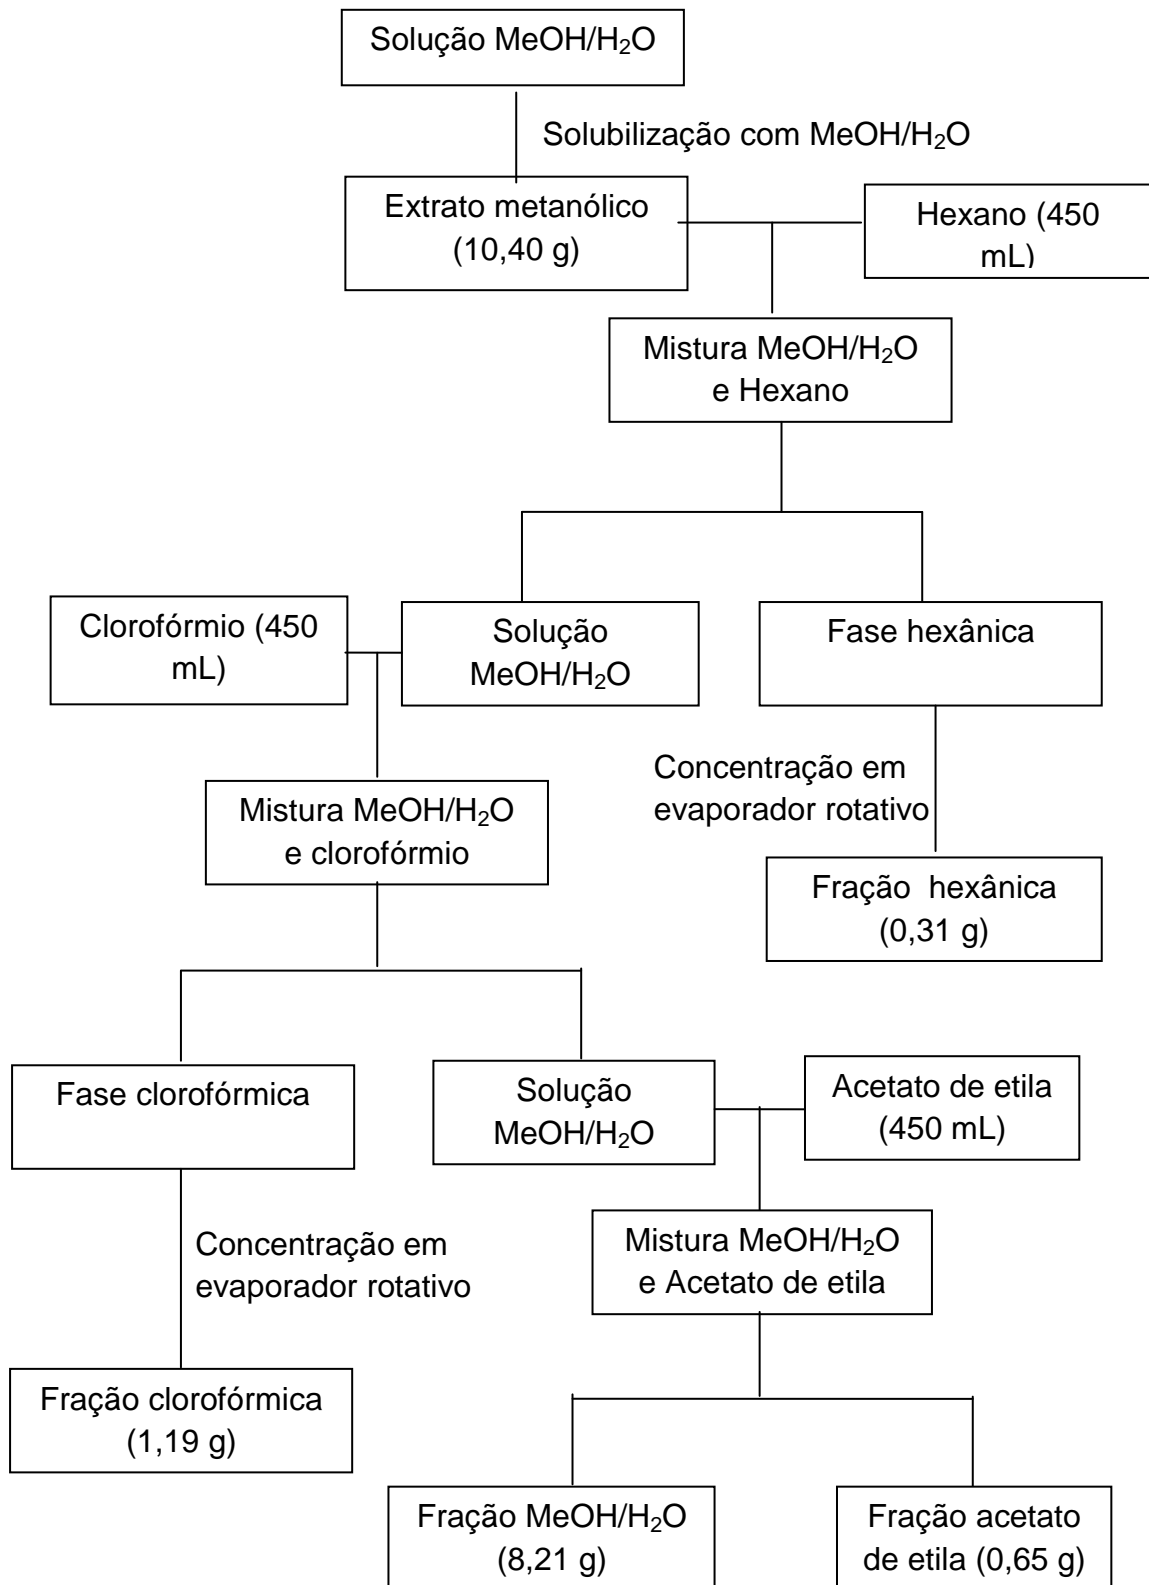 Solução MeOH/H₂O
Solubilização com MeOH/H₂O
Extrato metanólico
(10,40 g)
Hexano (450
mL)
Mistura MeOH/H₂O
e Hexano
Clorofórmio (450
mL)
Solução
MeOH/H₂O
Fase hexânica
Concentração em
evaporador rotativo
Mistura MeOH/H₂O
e clorofórmio
Fração  hexânica
(0,31 g)
Fase clorofórmica
Solução
MeOH/H₂O
Acetato de etila
(450 mL)
Concentração em
evaporador rotativo
Mistura MeOH/H₂O
e Acetato de etila
Fração clorofórmica
(1,19 g)
Fração MeOH/H₂O
(8,21 g)
Fração acetato
de etila (0,65 g)